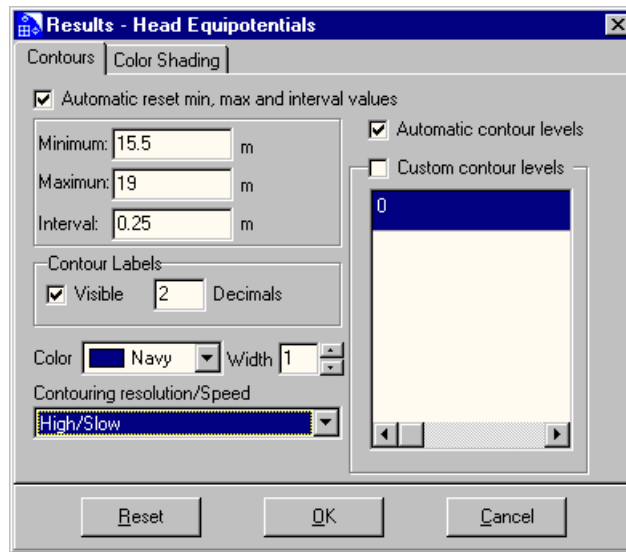 Results - Head Equipotentials
Contours Color Shading
Automatic reset min, max and interval values
Minimum: 15.5 m
Maximun: 19 m
Interval: 0.25 m
Contour Labels
Visible 2 Decimals
Color Navy Width 1
Contouring resolution/Speed
High/Slow
Automatic contour levels
Custom contour levels
0
Reset OK Cancel